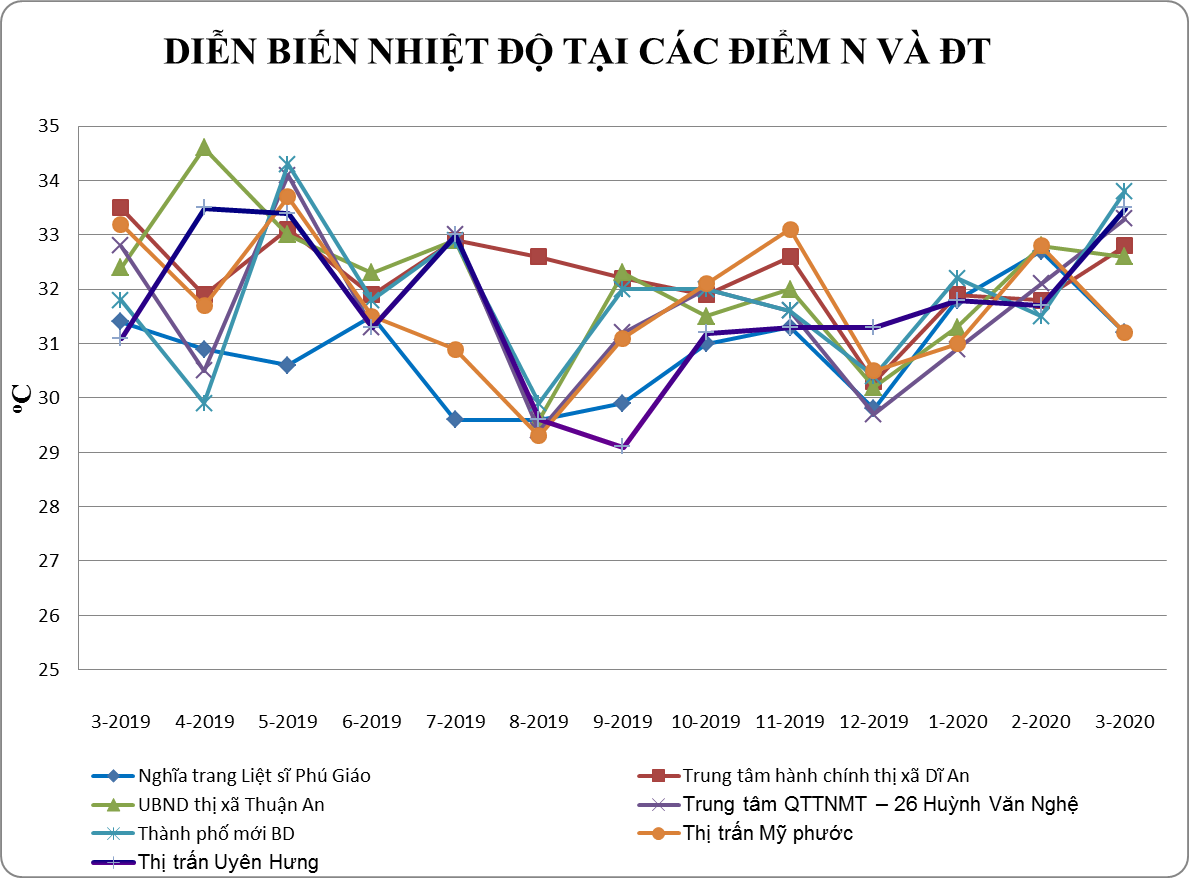 DIỄN BIẾN NHIỆT ĐỘ TẠI CÁC ĐIỂM N VÀ ĐT
35
34
33
32
31
30
29
28
27
26
25
ºC
3-2019 4-2019 5-2019 6-2019 7-2019 8-2019 9-2019 10-2019 11-2019 12-2019 1-2020 2-2020 3-2020
Nghĩa trang Liệt sĩ Phú Giáo Trung tâm hành chính thị xã Dĩ An
UBND thị xã Thuận An Trung tâm QTTNMT – 26 Huỳnh Văn Nghệ
Thành phố mới BD Thị trấn Mỹ phước
Thị trấn Uyên Hưng